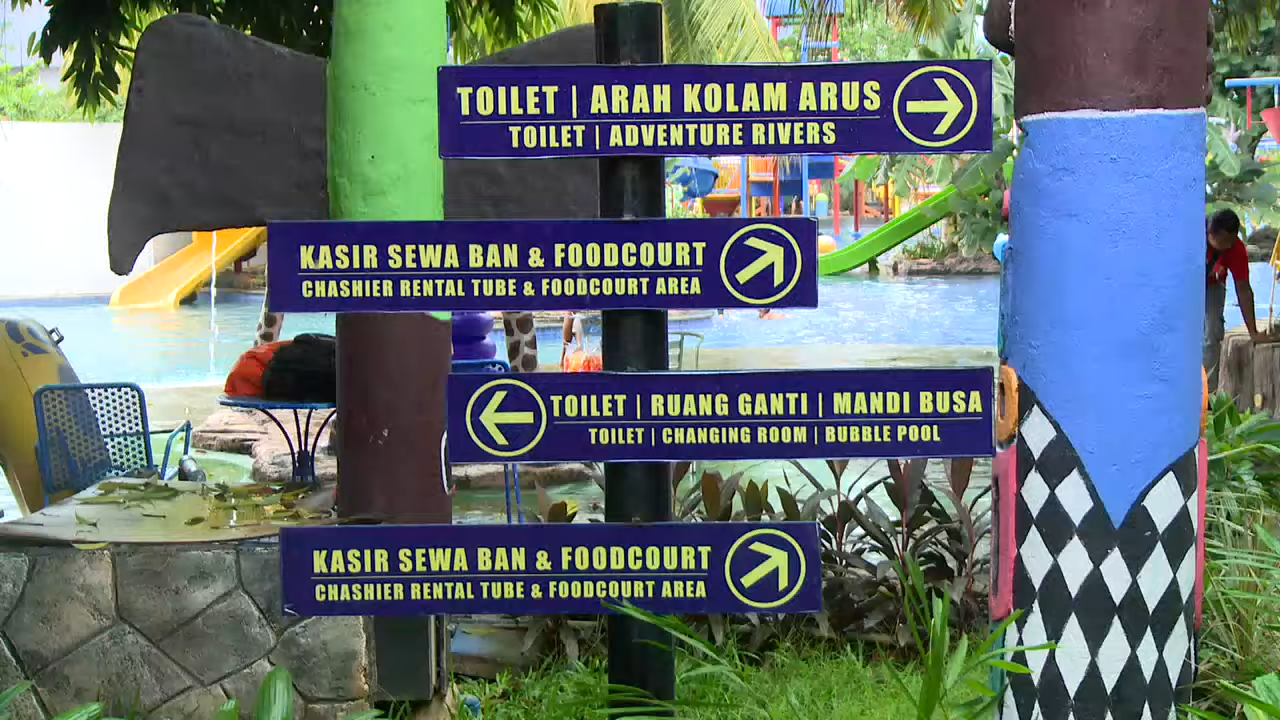 TOILET | ARAH KOLAM ARUS
TOILET | ADVENTURE RIVERS
KASIR SEWA BAN & FOODCOURT
CHASHIER RENTAL TUBE & FOODCOURT AREA
TOILET | RUANG GANTI | MANDI BUSA
TOILET | CHANGING ROOM | BUBBLE POOL
KASIR SEWA BAN & FOODCOURT
CHASHIER RENTAL TUBE & FOODCOURT AREA